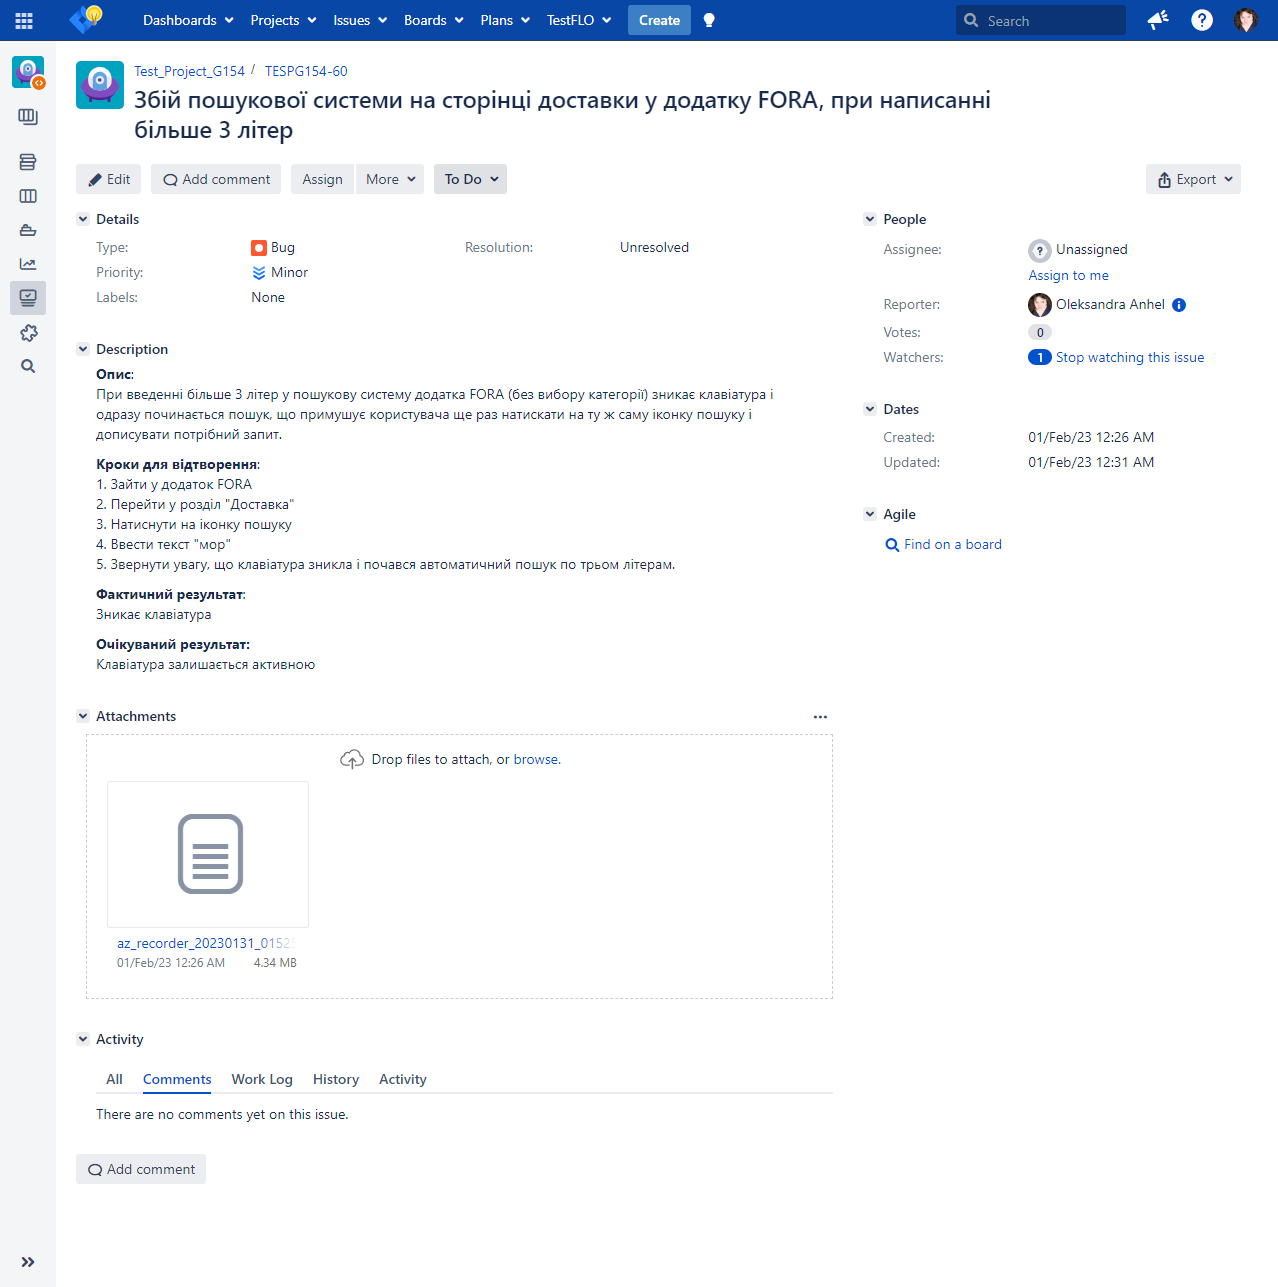 Dashboards Projects Issues Boards Plans TestFLO Create Search
Test_Project_G154 / TESPG154-60
Збій пошукової системи на сторінці доставки у додатку FORA, при написанні
більше 3 літер
Edit Add comment Assign More To Do Export
Details
Type: Bug Resolution: Unresolved
Priority: Minor
Labels: None
Description
Опис:
При введенні більше 3 літер у пошукову систему додатка FORA (без вибору категорії) зникає клавіатура і
одразу починається пошук, що примушує користувача ще раз натискати на ту ж саму іконку пошуку і
дописувати потрібний запит.
Кроки для відтворення:
1. Зайти у додаток FORA
2. Перейти у розділ "Доставка"
3. Натиснути на іконку пошуку
4. Ввести текст "мор"
5. Звернути увагу, що клавіатура зникла і почався автоматичний пошук по трьом літерам.
Фактичний результат:
Зникає клавіатура
Очікуваний результат:
Клавіатура залишається активною
Attachments
Drop files to attach, or browse.
az_recorder_20230131_0152
01/Feb/23 12:26 AM 4.34 MB
Activity
All Comments Work Log History Activity
There are no comments yet on this issue.
Add comment
People
Assignee: Unassigned
Assign to me
Reporter: Oleksandra Anhel
Votes: 0
Watchers: 1 Stop watching this issue
Dates
Created: 01/Feb/23 12:26 AM
Updated: 01/Feb/23 12:31 AM
Agile
Find on a board